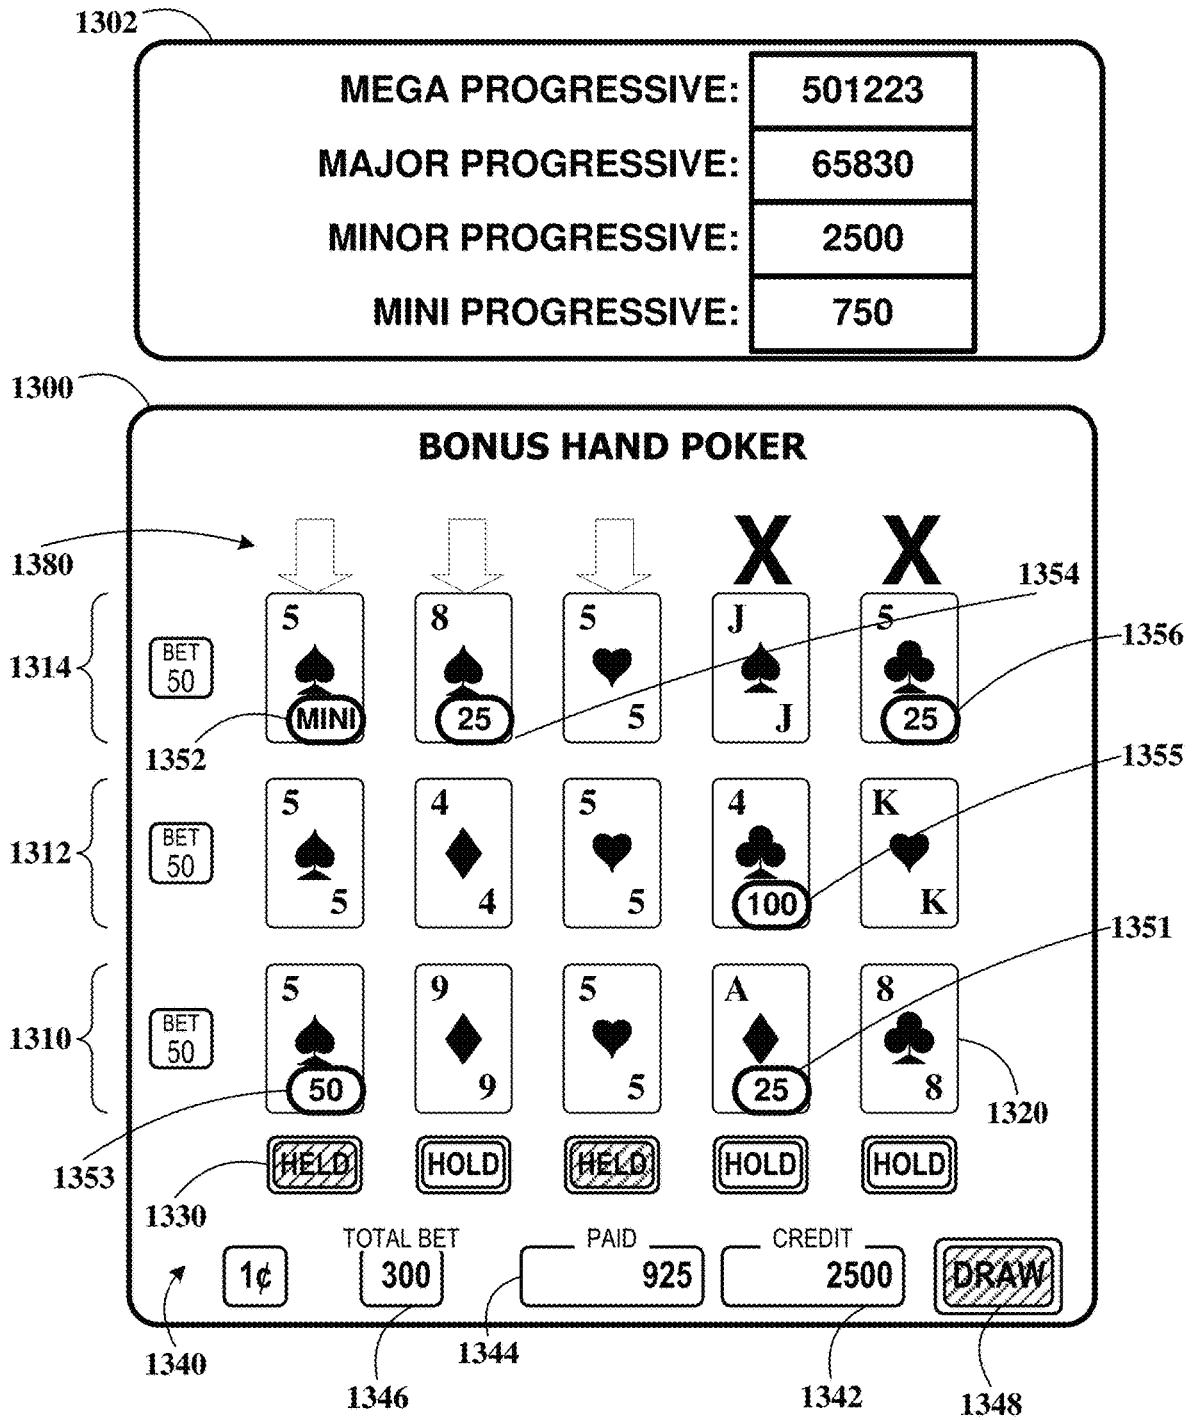 1302
MEGA PROGRESSIVE: 501223
MAJOR PROGRESSIVE: 65830
MINOR PROGRESSIVE: 2500
MINI PROGRESSIVE: 750
1300
BONUS HAND POKER
1380
X X
1354
1314
BET
50
5 8 5 J 5
MINI 25 5 J 25
1356
1352
1355
1312
BET
50
5 4 5 4 K
5 4 5 100 K
1351
1310
BET
50
5 9 5 A 8
50 9 5 25 8
1320
1353
1330
HELD HOLD HELD HOLD HOLD
TOTAL BET PAID CREDIT
1¢ 300 925 2500 DRAW
1340
1346
1344
1342
1348